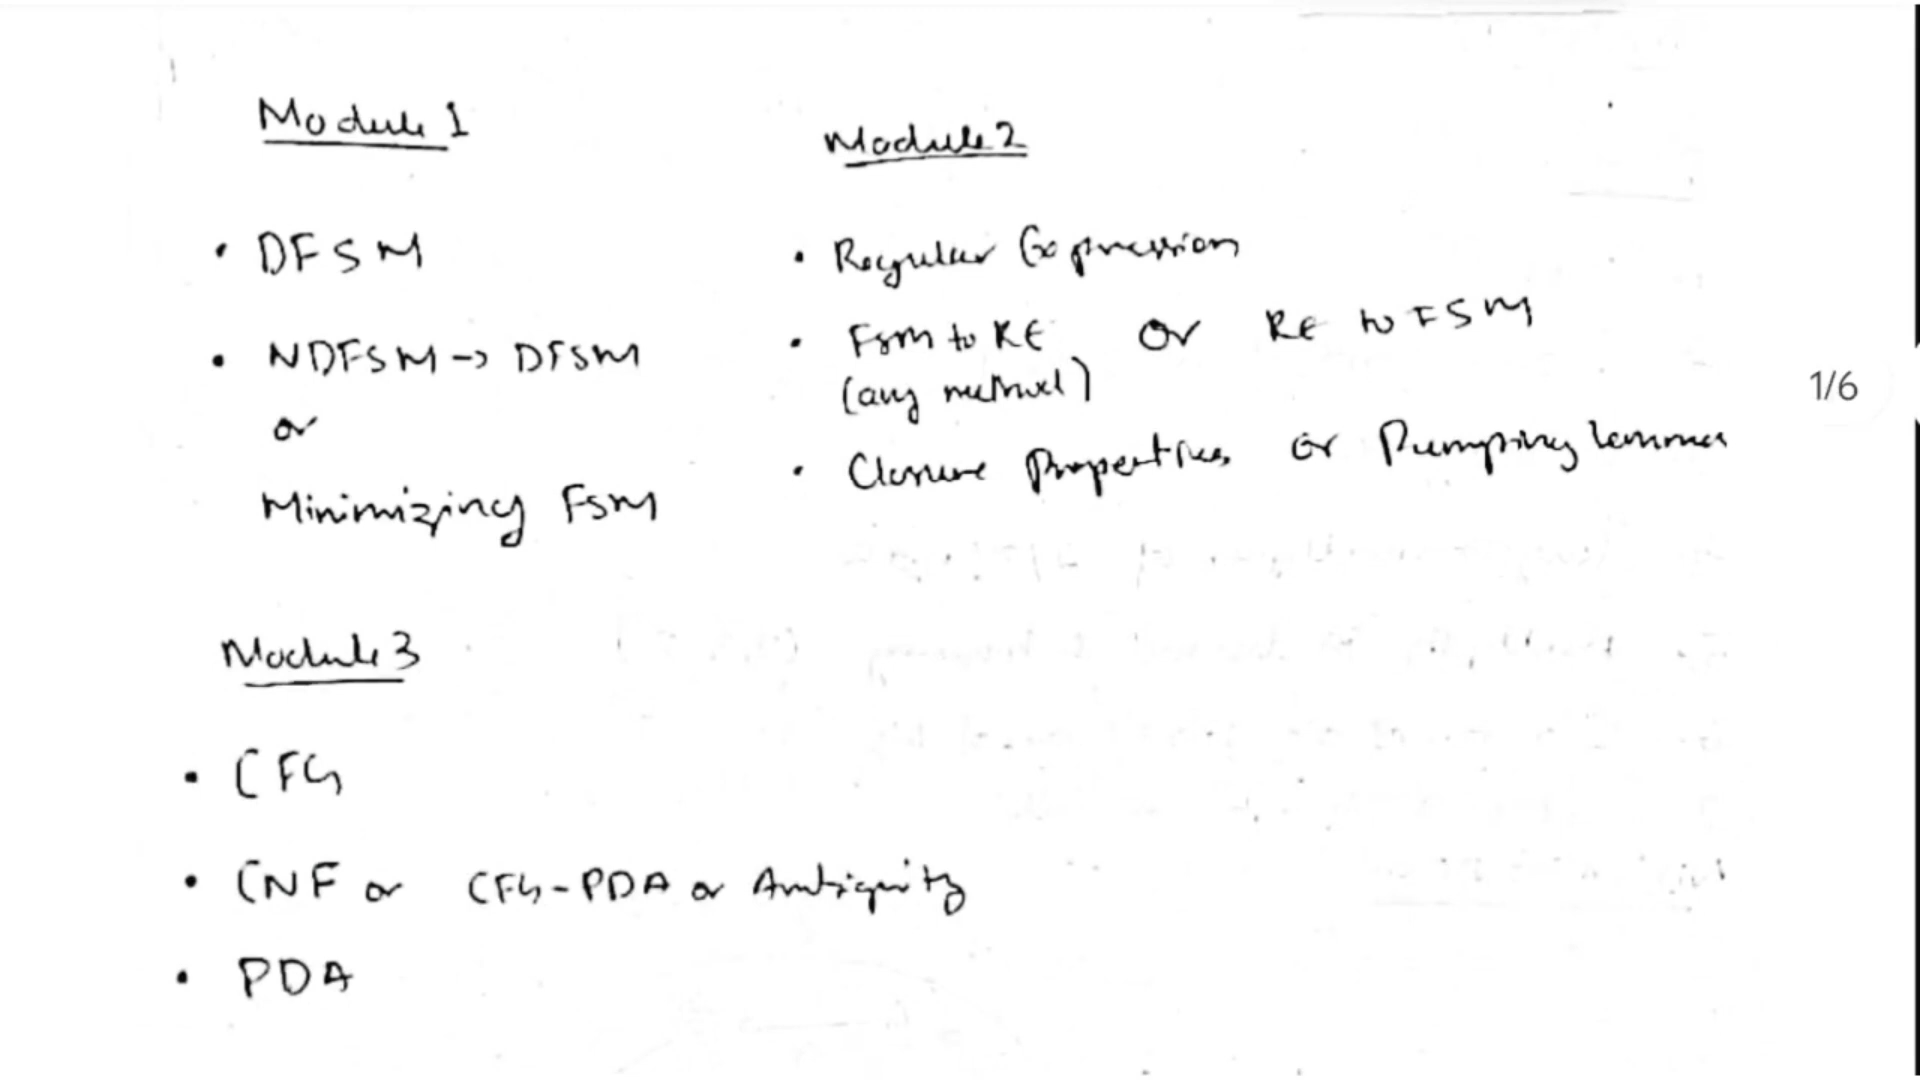 Module 1
• DFSM
• NDFSM -> DFSM
or
Minimizing FSM
Module 2
• Regular Expression
• FSM to RE or RE to FSM
(any method)
• Closure Properties or Pumping lemma
1/6
Module 3
• CFG
• CNF or CFG-PDA or Ambiguity
• PDA